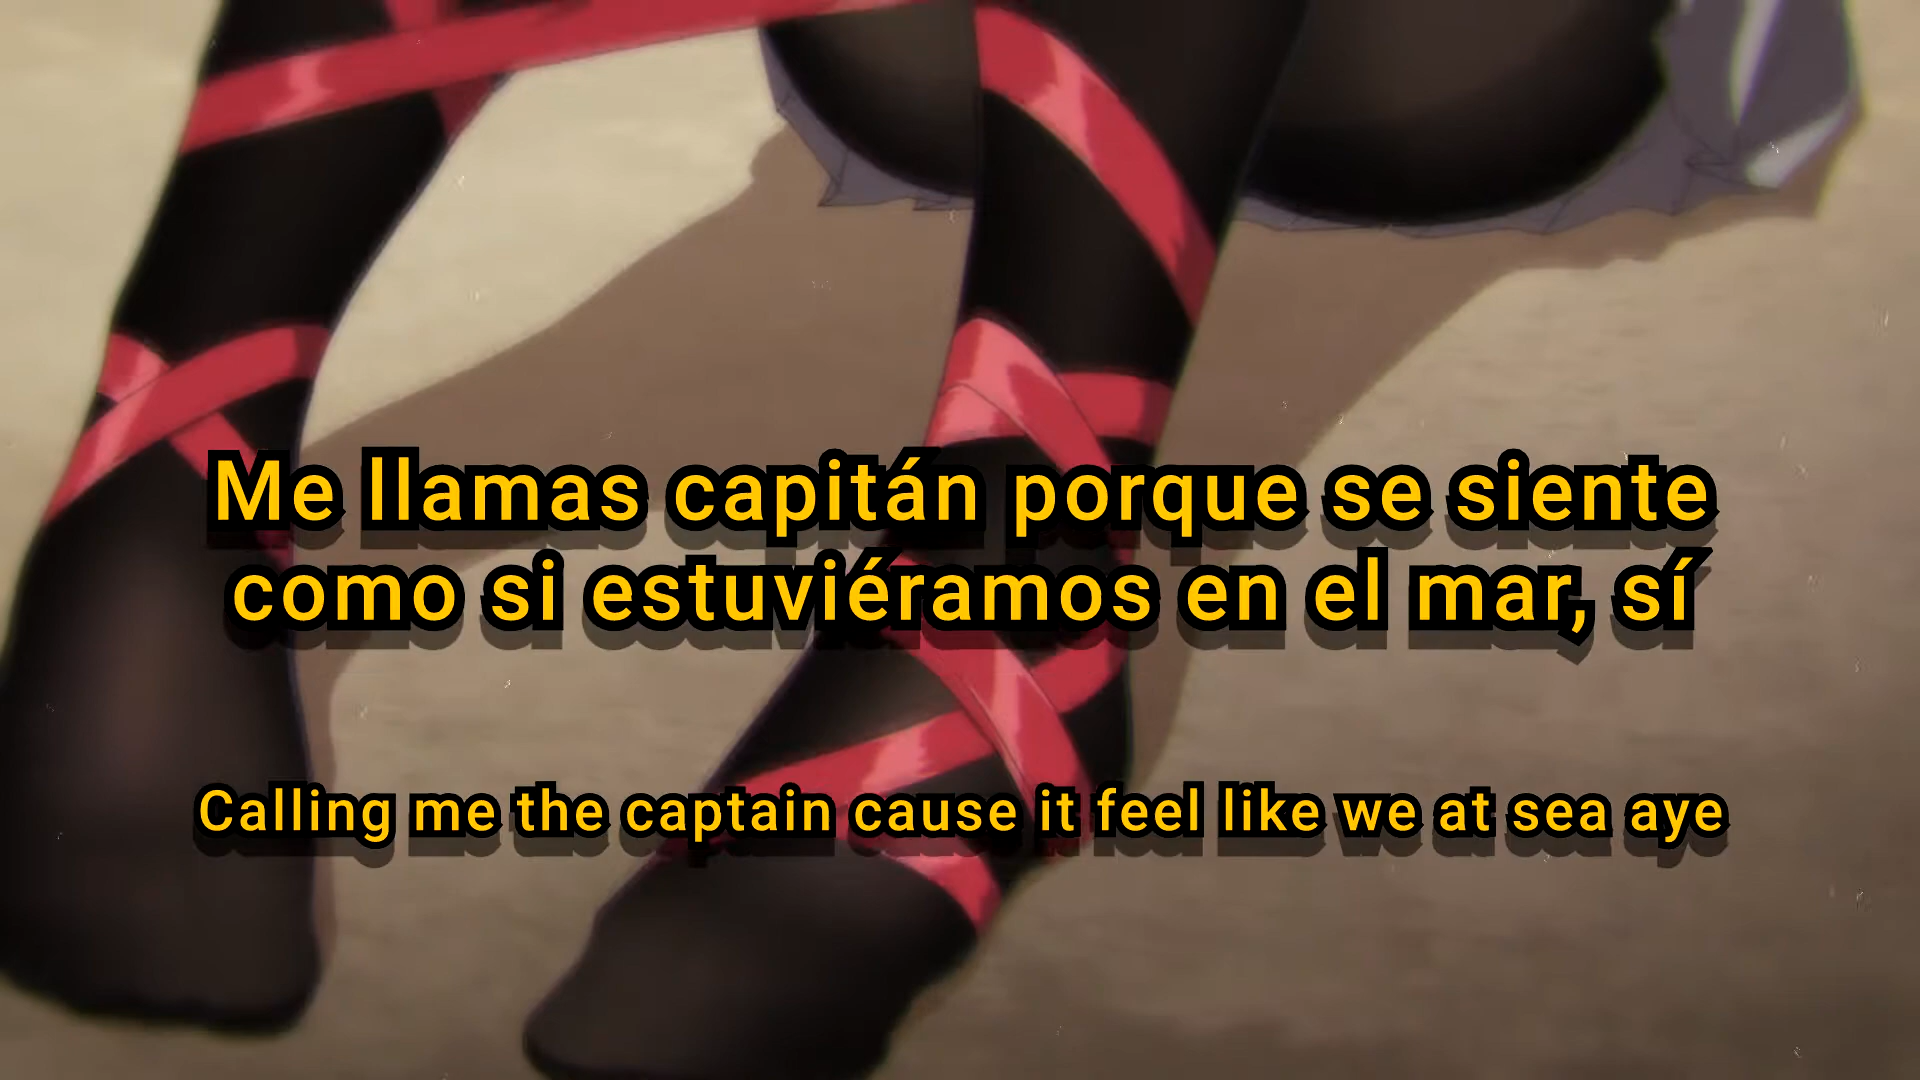 Me llamas capitán porque se siente
como si estuviéramos en el mar, sí
Calling me the captain cause it feel like we at sea aye